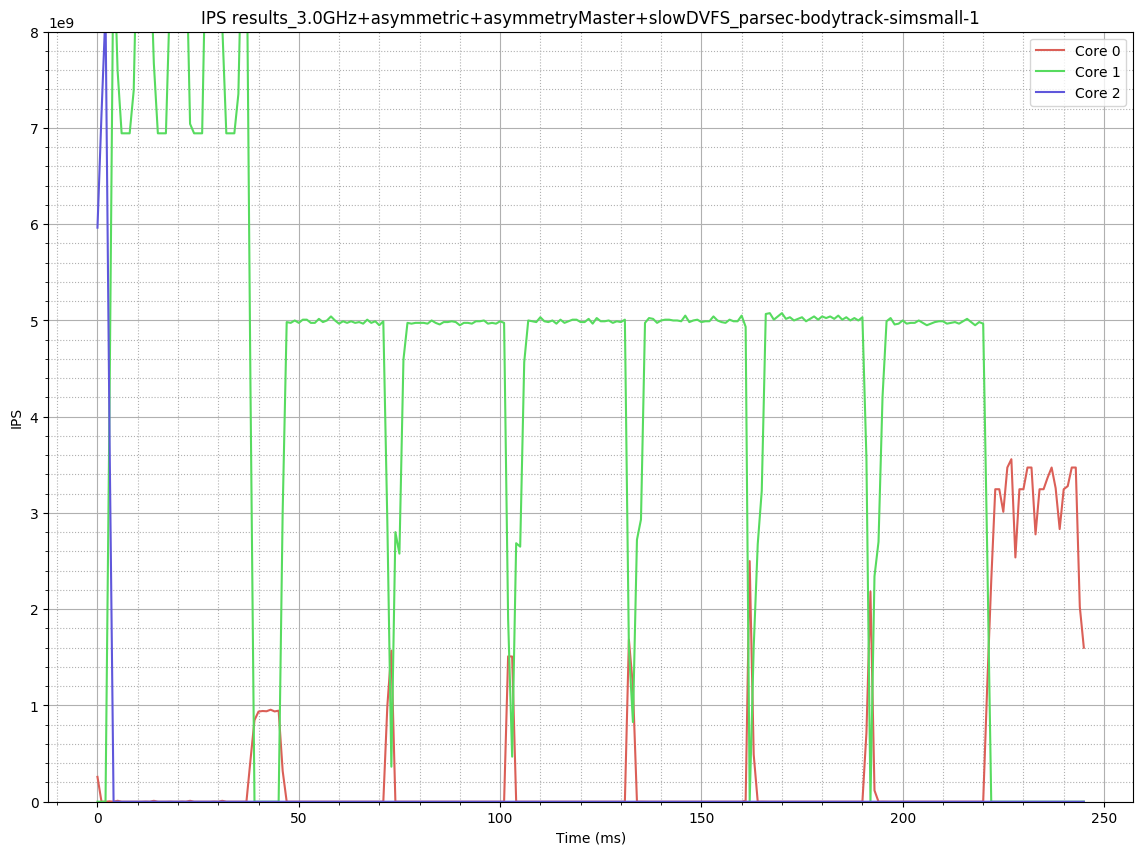 IPS results_3.0GHz+asymmetric+asymmetryMaster+slowDVFS_parsec-bodytrack-simsmall-1
1e9
8
7
6
5
4
3
2
1
0
IPS
Core 0
Core 1
Core 2
0 50 100 150 200 250
Time (ms)